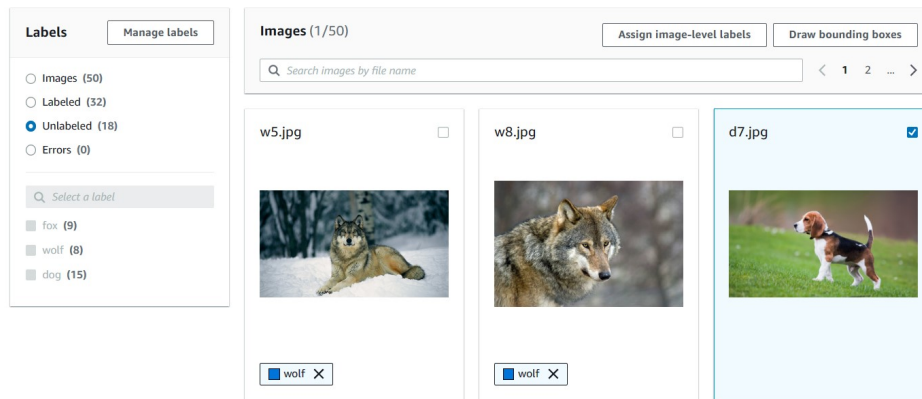 Labels
Manage labels
Images (50)
Labeled (32)
Unlabeled (18)
Errors (0)
Select a label
fox (9)
wolf (8)
dog (15)
Images (1/50)
Assign image-level labels
Draw bounding boxes
Search images by file name
1 2 ...
w5.jpg
w8.jpg
d7.jpg
wolf
wolf